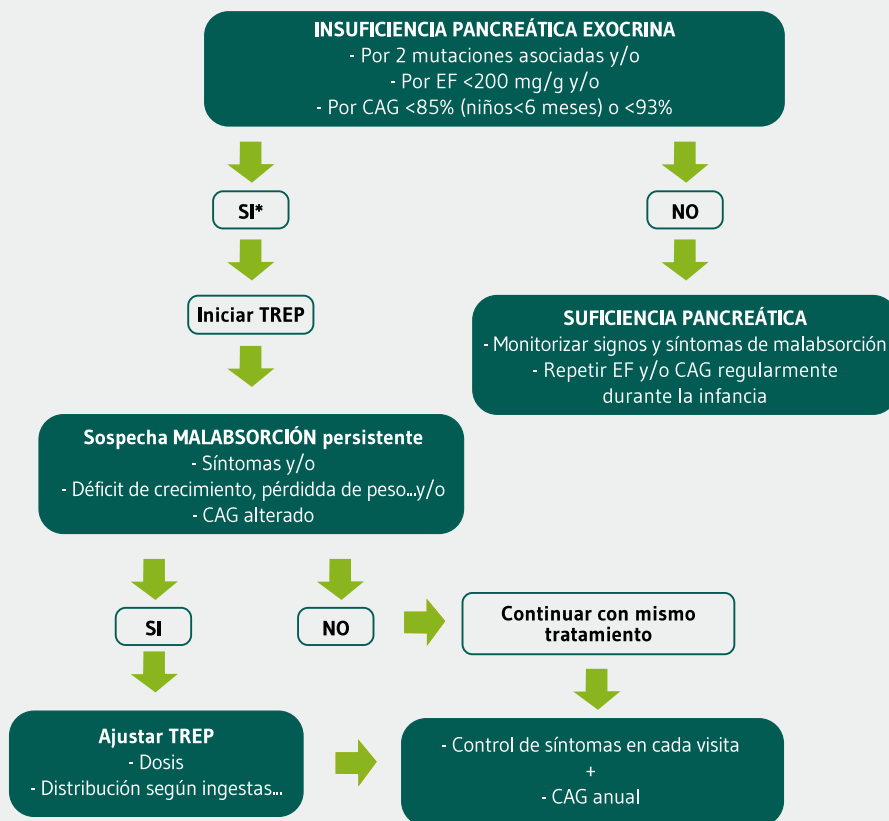 INSUFICIENCIA PANCREÁTICA EXOCRINA
- Por 2 mutaciones asociadas y/o
- Por EF <200 mg/g y/o
- Por CAG <85% (niños<6 meses) o <93%
SI*
NO
Iniciar TREP
SUFICIENCIA PANCREÁTICA
- Monitorizar signos y síntomas de malabsorción
- Repetir EF y/o CAG regularmente
durante la infancia
Sospecha MALABSORCIÓN persistente
- Síntomas y/o
- Déficit de crecimiento, pérdidda de peso...y/o
- CAG alterado
SI
NO
Continuar con mismo
tratamiento
Ajustar TREP
- Dosis
- Distribución según ingestas...
- Control de síntomas en cada visita
+
- CAG anual